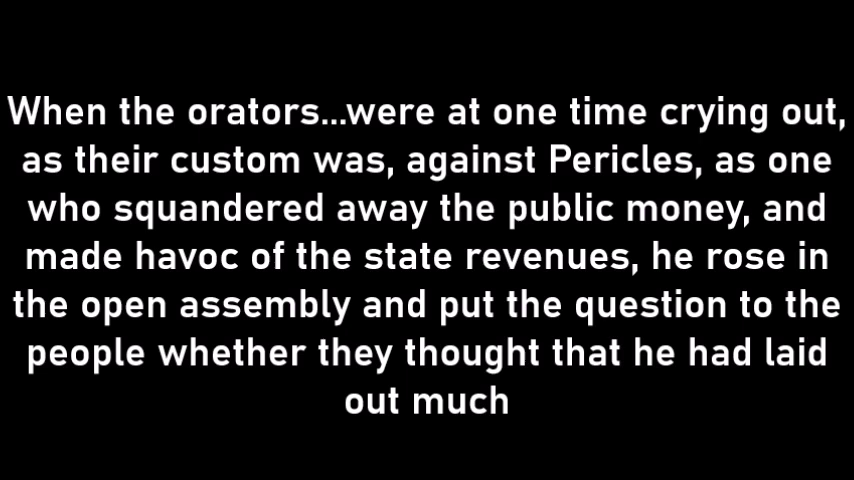 When the orators...were at one time crying out,
as their custom was, against Pericles, as one
who squandered away the public money, and
made havoc of the state revenues, he rose in
the open assembly and put the question to the
people whether they thought that he had laid
out much